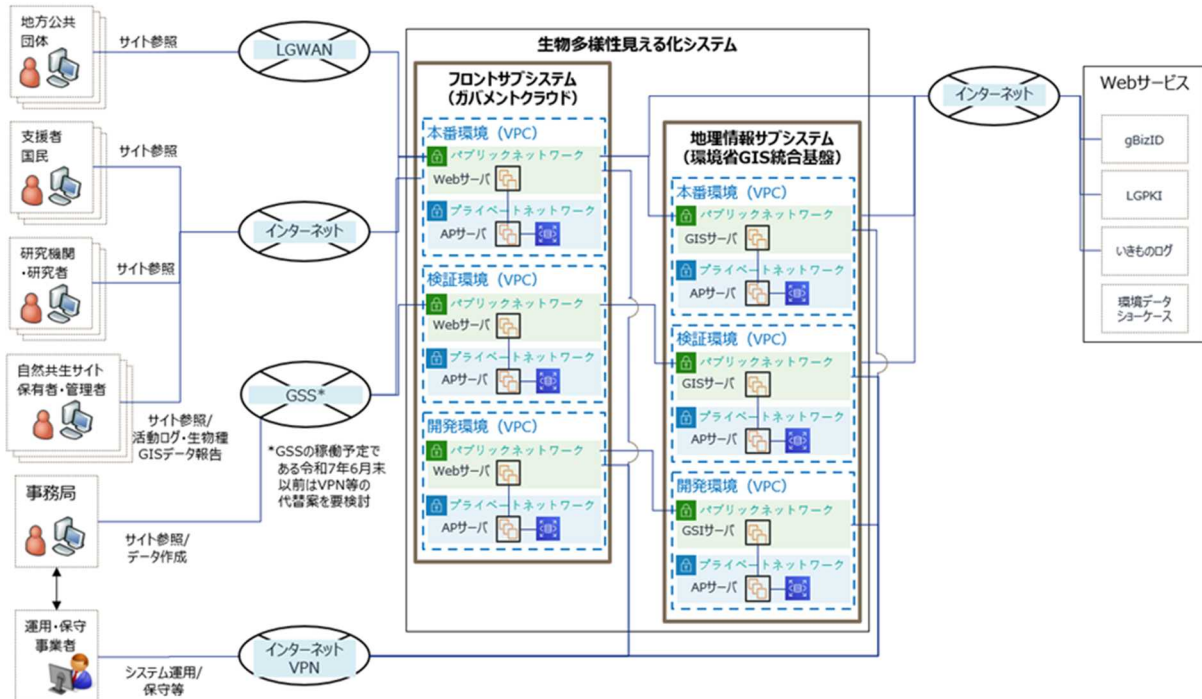 地方公共
団体
サイト参照
LGWAN
支援者
国民
サイト参照
研究機関
・研究者
サイト参照
インターネット
自然共生サイト
保有者・管理者
サイト参照/
活動ログ・生物種
GISデータ報告
GSS*
*GSSの稼働予定で
ある令和7年6月末
以前はVPN等の
代替案を要検討
事務局
サイト参照/
データ作成
運用・保守
事業者
システム運用/
保守等
インターネット
VPN
生物多様性見える化システム
フロントサブシステム
(ガバメントクラウド)
本番環境（VPC）
パブリックネットワーク
Webサーバ
プライベートネットワーク
APサーバ
検証環境（VPC）
パブリックネットワーク
Webサーバ
プライベートネットワーク
APサーバ
開発環境（VPC）
パブリックネットワーク
Webサーバ
プライベートネットワーク
APサーバ
地理情報サブシステム
(環境省GIS統合基盤)
本番環境（VPC）
パブリックネットワーク
GISサーバ
プライベートネットワーク
APサーバ
検証環境（VPC）
パブリックネットワーク
GISサーバ
プライベートネットワーク
APサーバ
開発環境（VPC）
パブリックネットワーク
GSIサーバ
プライベートネットワーク
APサーバ
インターネット
Webサービス
gBizID
LGPKI
いきものログ
環境データ
ショーケース